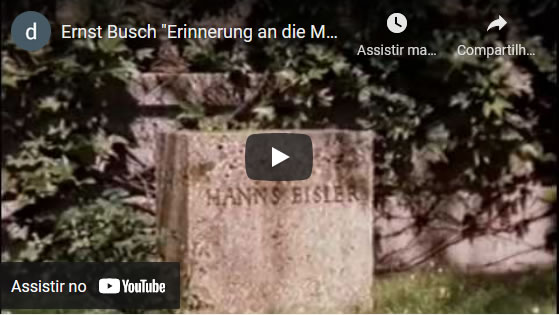 d
Ernst Busch "Erinnerung an die M...
Assistir ma...
Compartilh...
HANNS EISLER
Assistir no YouTube